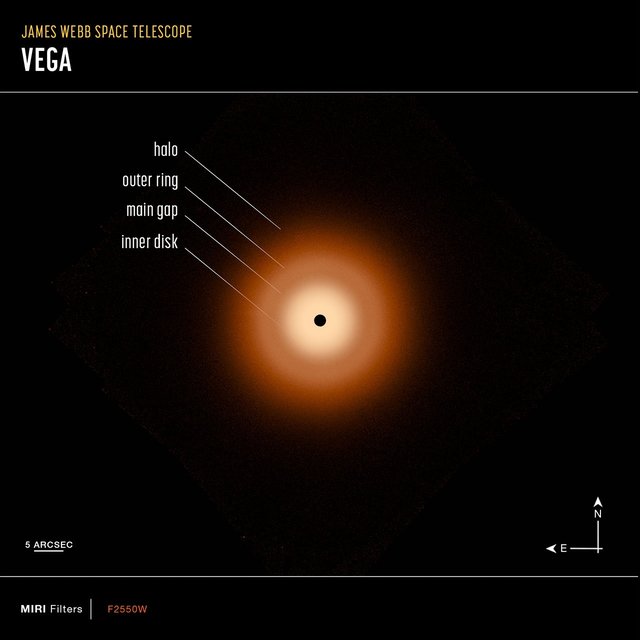 JAMES WEBB SPACE TELESCOPE
VEGA
halo
outer ring
main gap
inner disk
N
E
5 ARCSEC
MIRI Filters | F2550W